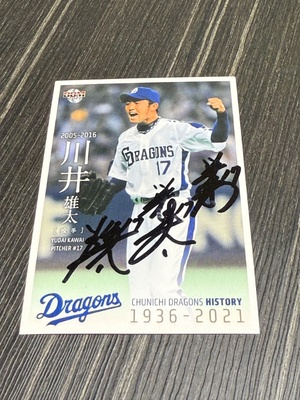 BBM
2005-2016
川井
雄太
[投手]
YUDAI KAWAI
PITCHER #17
DRAGONS
17
Dragons
CHUNICHI DRAGONS HISTORY
1936-2021